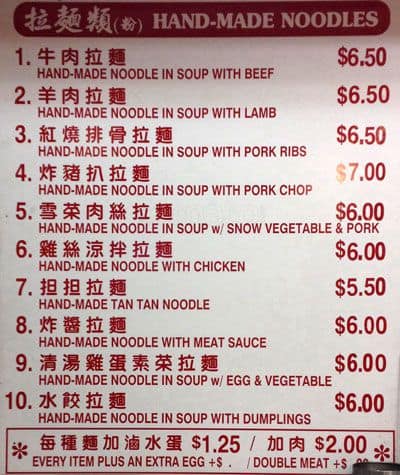 拉麵類(粉) HAND-MADE NOODLES
1. 牛肉拉麵 $6.50
HAND-MADE NOODLE IN SOUP WITH BEEF
2. 羊肉拉麵 $6.50
HAND-MADE NOODLE IN SOUP WITH LAMB
3. 紅燒排骨拉麵 $6.50
HAND-MADE NOODLE IN SOUP WITH PORK RIBS
4. 炸豬扒拉麵 $7.00
HAND-MADE NOODLE IN SOUP WITH PORK CHOP
5. 雪菜肉絲拉麵 $6.00
HAND-MADE NOODLE IN SOUP w/ SNOW VEGETABLE & PORK
6. 雞絲涼拌拉麵 $6.00
HAND-MADE NOODLE WITH CHICKEN
7. 担担拉麵 $5.50
HAND-MADE TAN TAN NOODLE
8. 炸醬拉麵 $6.00
HAND-MADE NOODLE WITH MEAT SAUCE
9. 清湯雞蛋素菜拉麵 $6.00
HAND-MADE NOODLE IN SOUP w/ EGG & VEGETABLE
10. 水餃拉麵 $6.00
HAND-MADE NOODLE IN SOUP WITH DUMPLINGS
* 每種麵加滷水蛋 $1.25 / 加肉 $2.00 *
EVERY ITEM PLUS AN EXTRA EGG +$ . / DOUBLE MEAT +$